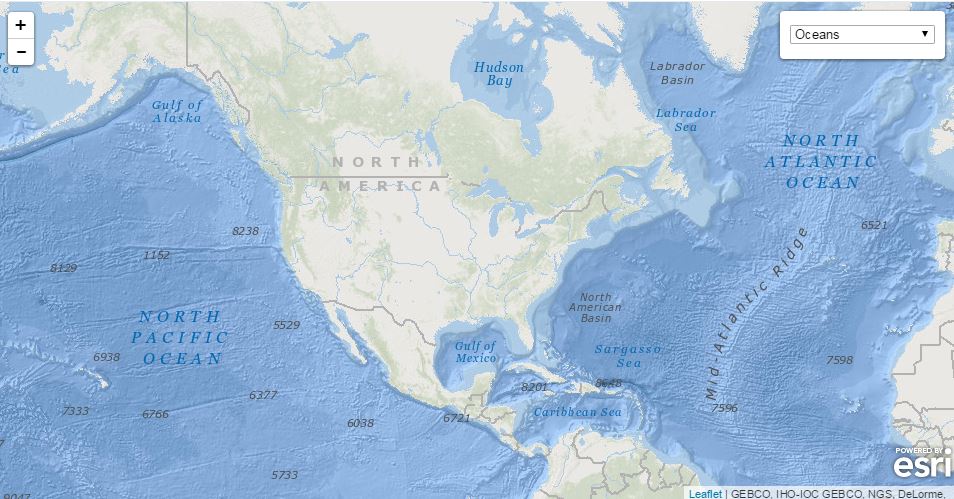 +
−
Oceans
Hudson
Bay
Labrador
Basin
Gulf of
Alaska
Labrador
Sea
NORTH
ATLANTIC
OCEAN
NORTH
AMERICA
6521
8238
1152
8129
Mid-Atlantic Ridge
North
American
Basin
NORTH
PACIFIC
OCEAN
5529
Gulf of
Mexico
Sargasso
Sea
6938
7598
8201
8648
6377
7333
6766
6038
6721
Caribbean Sea
7596
5733
POWERED BY
esri
Leaflet | GEBCO, IHO-IOC GEBCO, NGS, DeLorme,